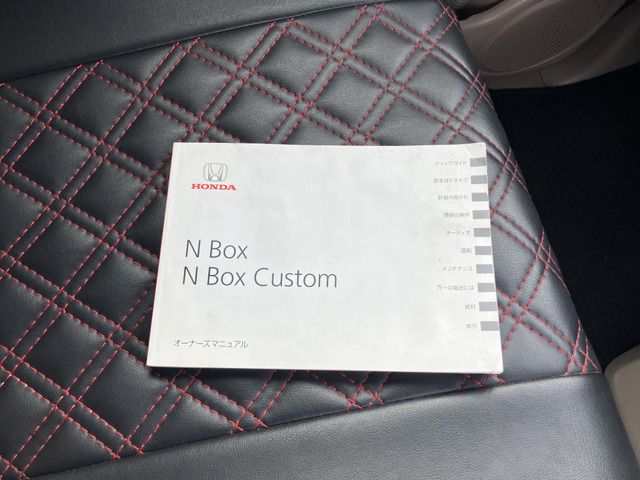 HONDA
N Box
N Box Custom
オーナーズマニュアル
クイックガイド
安全なドライブ
計器の見かた
各部の操作
オーディオ
運転
メンテナンス
万一の場合には
資料
索引